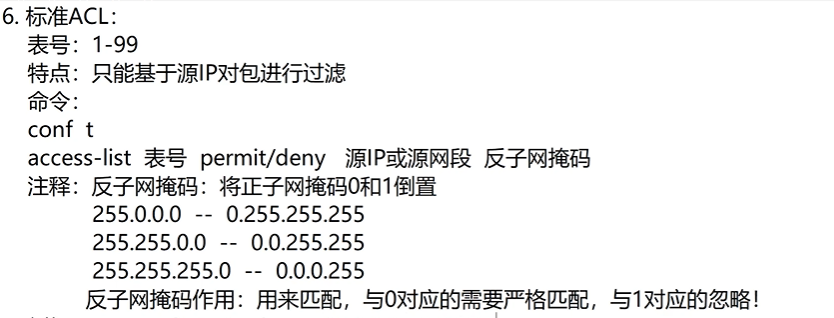 6. 标准ACL：
表号：1-99
特点：只能基于源IP对包进行过滤
命令：
conf t
access-list 表号 permit/deny 源IP或源网段 反子网掩码
注释：反子网掩码：将正子网掩码0和1倒置
255.0.0.0 -- 0.255.255.255
255.255.0.0 -- 0.0.255.255
255.255.255.0 -- 0.0.0.255
反子网掩码作用：用来匹配，与0对应的需要严格匹配，与1对应的忽略！